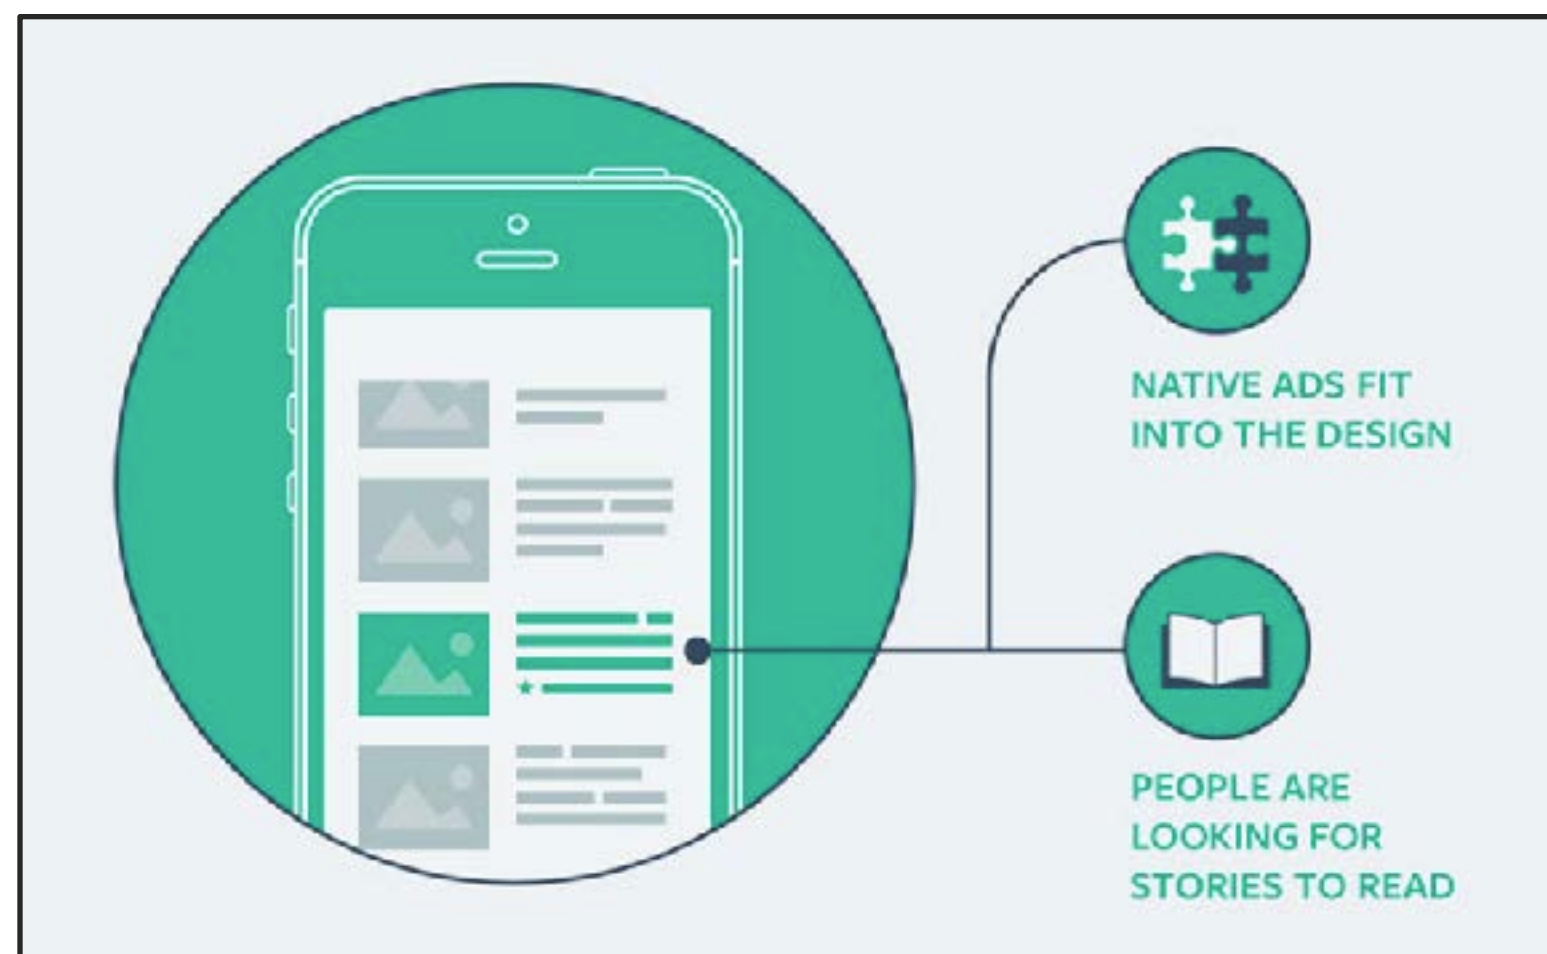 NATIVE ADS FIT
INTO THE DESIGN
PEOPLE ARE
LOOKING FOR
STORIES TO READ